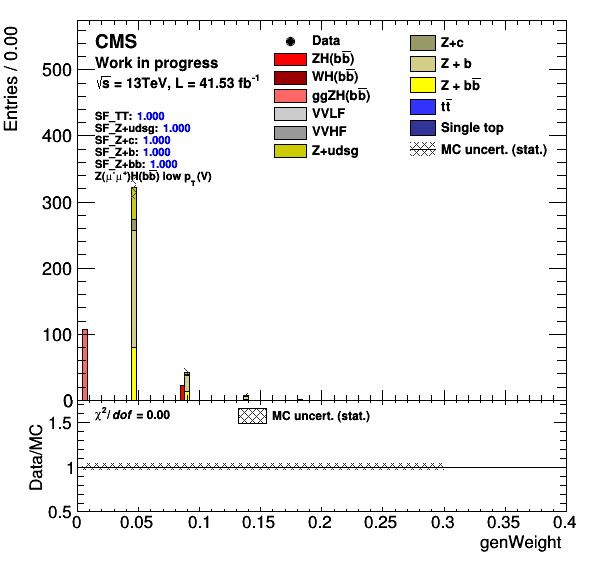 CMS
Work in progress
√s = 13TeV, L = 41.53 fb⁻¹
SF_TT: 1.000
SF_Z+udsg: 1.000
SF_Z+c: 1.000
SF_Z+b: 1.000
SF_Z+bb: 1.000
Z(μ⁻μ⁺)H(bb̅) low p_T(V)
Data
ZH(bb̅)
WH(bb̅)
ggZH(bb̅)
VVLF
VVHF
Z+udsg
Z+c
Z + b
Z + bb̅
tt̅
Single top
MC uncert. (stat.)
Entries / 0.00
500
400
300
200
100
0
χ²/dof = 0.00
MC uncert. (stat.)
Data/MC
1.5
1
0.5
0 0.05 0.1 0.15 0.2 0.25 0.3 0.35 0.4
genWeight